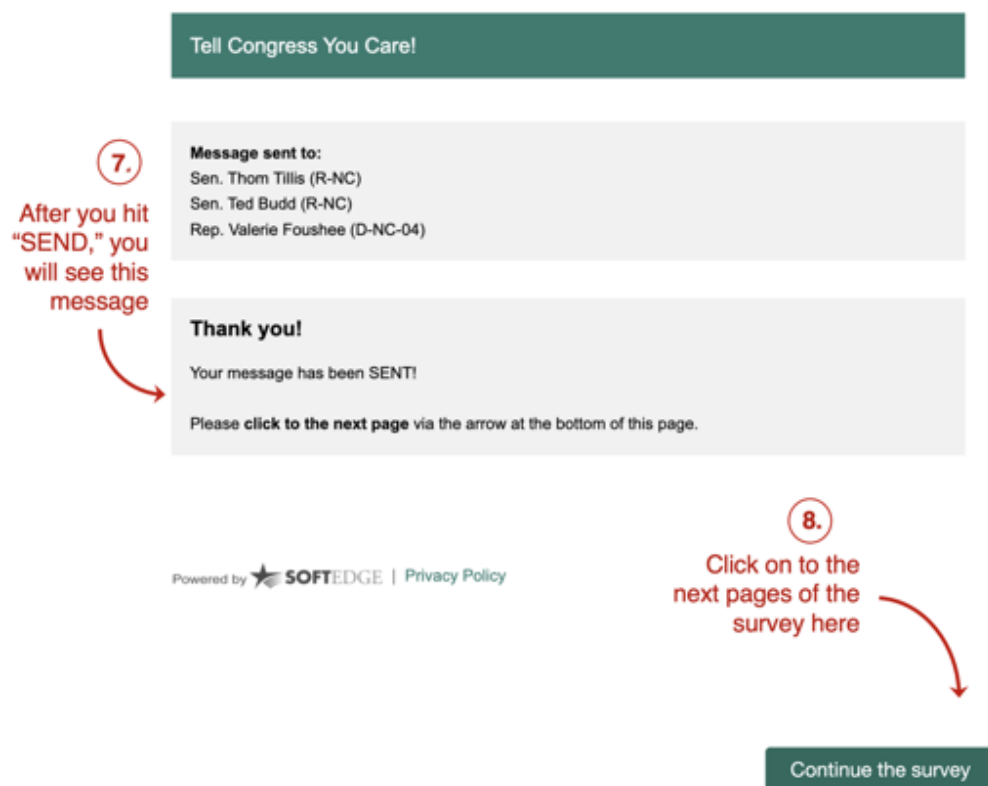 Tell Congress You Care!
7.
After you hit
“SEND,” you
will see this
message
Message sent to:
Sen. Thom Tillis (R-NC)
Sen. Ted Budd (R-NC)
Rep. Valerie Foushee (D-NC-04)
Thank you!
Your message has been SENT!
Please click to the next page via the arrow at the bottom of this page.
8.
Click on to the
next pages of the
survey here
Powered by SOFTEDGE | Privacy Policy
Continue the survey